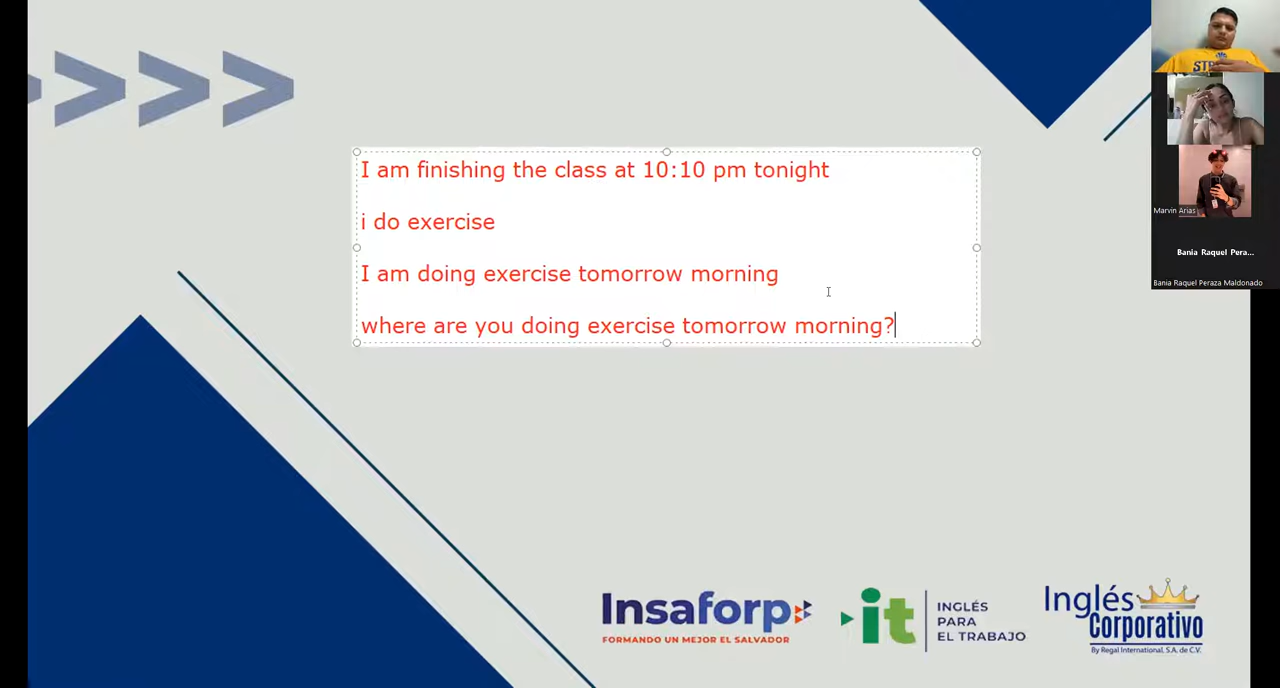 I am finishing the class at 10:10 pm tonight
i do exercise
I am doing exercise tomorrow morning
where are you doing exercise tomorrow morning?
STR
Marvin Arias
Bania Raquel Pera...
Bania Raquel Peraza Maldonado
Insaforp
FORMANDO UN MEJOR EL SALVADOR
it
INGLÉS
PARA
EL TRABAJO
Inglés
Corporativo
By Regal International, S.A. de C.V.